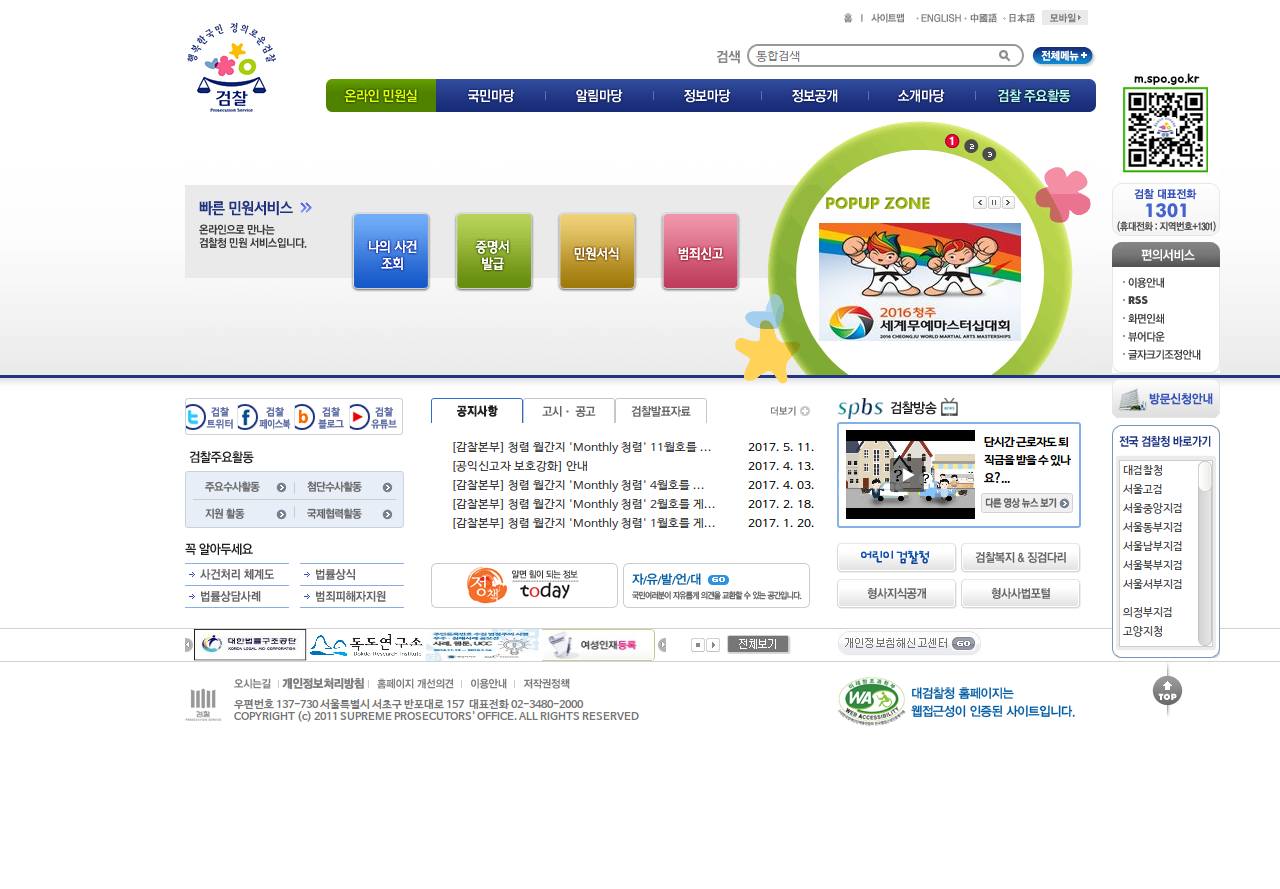 홈 | 사이트맵 · ENGLISH · 中國語 · 日本語 모바일
행복한국민 정의로운검찰
검찰
Prosecution Service
검색 통합검색 전체메뉴 +
온라인 민원실 국민마당 알림마당 정보마당 정보공개 소개마당 검찰 주요활동
m.spo.go.kr
1 2 3
빠른 민원서비스
온라인으로 만나는
검찰청 민원 서비스입니다.
나의 사건
조회
증명서
발급
민원서식
범죄신고
POPUP ZONE
2016 청주
세계무예마스터십대회
2016 CHEONGJU WORLD MARTIAL ARTS MASTERSHIPS
검찰 대표전화
1301
(휴대전화 : 지역번호+1301)
편의서비스
· 이용안내
· RSS
· 화면인쇄
· 뷰어다운
· 글자크기조정안내
방문신청안내
검찰
트위터
검찰
페이스북
검찰
블로그
검찰
유튜브
검찰주요활동
주요수사활동 첨단수사활동
지원 활동 국제협력활동
꼭 알아두세요
사건처리 체계도 법률상식
법률상담사례 범죄피해자지원
공지사항 고시 · 공고 검찰발표자료 더보기
[감찰본부] 청렴 월간지 'Monthly 청렴' 11월호를 ... 2017. 5. 11.
[공익신고자 보호강화] 안내 2017. 4. 13.
[감찰본부] 청렴 월간지 'Monthly 청렴' 4월호를 ... 2017. 4. 03.
[감찰본부] 청렴 월간지 'Monthly 청렴' 2월호를 게... 2017. 2. 18.
[감찰본부] 청렴 월간지 'Monthly 청렴' 1월호를 게... 2017. 1. 20.
정책
알면 힘이 되는 정보
today
자/유/발/언/대 GO
국민여러분이 자유롭게 의견을 교환할 수 있는 공간입니다.
spbs 검찰방송
단시간 근로자도 퇴
직금을 받을 수 있나
요?...
다른 영상 뉴스 보기
어린이 검찰청 검찰복지 & 징검다리
형사지식공개 형사사법포털
전국 검찰청 바로가기
대검찰청
서울고검
서울중앙지검
서울동부지검
서울남부지검
서울북부지검
서울서부지검
의정부지검
고양지청
대한법률구조공단
KOREA LEGAL AID CORPORATION
독도연구소
Dokdo Research Institute
사례, 웹툰, UCC
여성인재등록
전체보기
개인정보침해신고센터 GO
오시는길 | 개인정보처리방침 | 홈페이지 개선의견 | 이용안내 | 저작권정책
검찰
PROSECUTION SERVICE
우편번호 137-730 서울특별시 서초구 반포대로 157 대표전화 02-3480-2000
COPYRIGHT (c) 2011 SUPREME PROSECUTORS' OFFICE. ALL RIGHTS RESERVED
WA
WEB ACCESSIBILITY
대검찰청 홈페이지는
웹접근성이 인증된 사이트입니다.
TOP